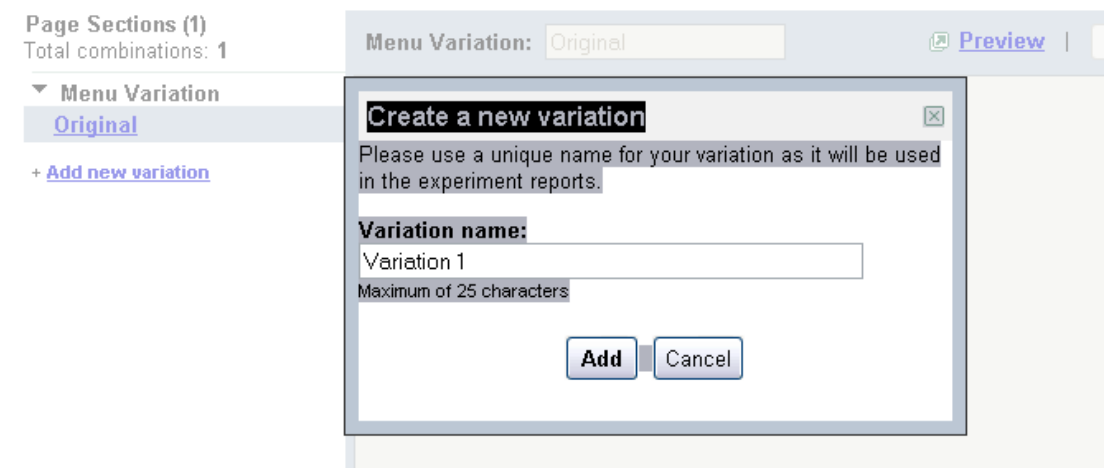 Page Sections (1)
Total combinations: 1
Menu Variation
Original
+ Add new variation
Menu Variation: Original
Preview |
Create a new variation
Please use a unique name for your variation as it will be used
in the experiment reports.
Variation name:
Variation 1
Maximum of 25 characters
Add Cancel